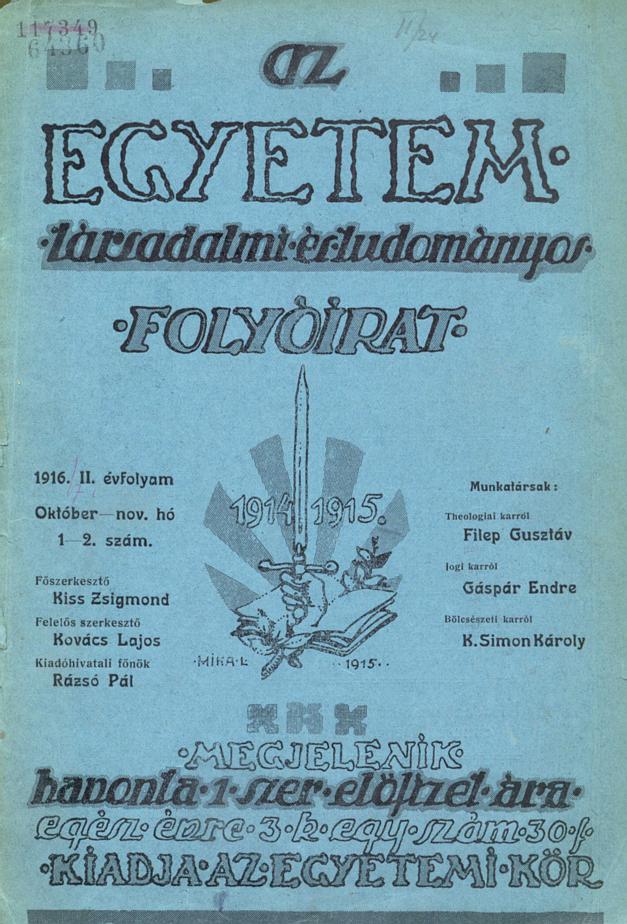 117349
64360
II/24
az
EGYETEM·
·társadalmi·és·tudományos·
·FOLYÓIRAT·
1916. II. évfolyam
Október—nov. hó
1—2. szám.
Főszerkesztő
Kiss Zsigmond
Felelős szerkesztő
Kovács Lajos
Kiadóhivatali főnök
Rázsó Pál
1914 1915.
·MIKA·L
1915·
Munkatársak:
Theologiai karról
Filep Gusztáv
Jogi karról
Gáspár Endre
Bölcsészeti karról
K. Simon Károly
·MEGJELENIK·
havonta·1·szer·előfizet·ára·
egész·évre·3·k·egy·szám·30·f·
·KIADJA·AZ·EGYETEMI·KÖR